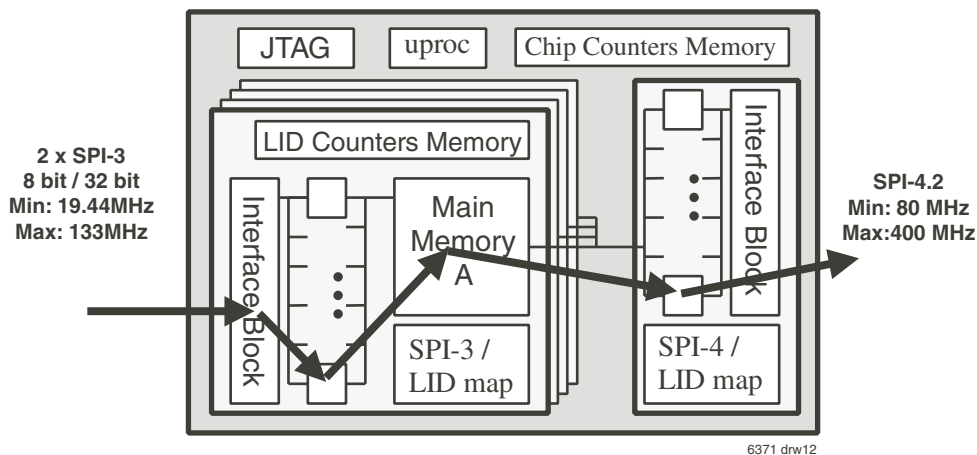 JTAG
uproc
Chip Counters Memory
LID Counters Memory
2 x SPI-3
8 bit / 32 bit
Min: 19.44MHz
Max: 133MHz
Interface Block
Main
Memory
A
SPI-3 /
LID map
Interface Block
SPI-4 /
LID map
SPI-4.2
Min: 80 MHz
Max:400 MHz
6371 drw12